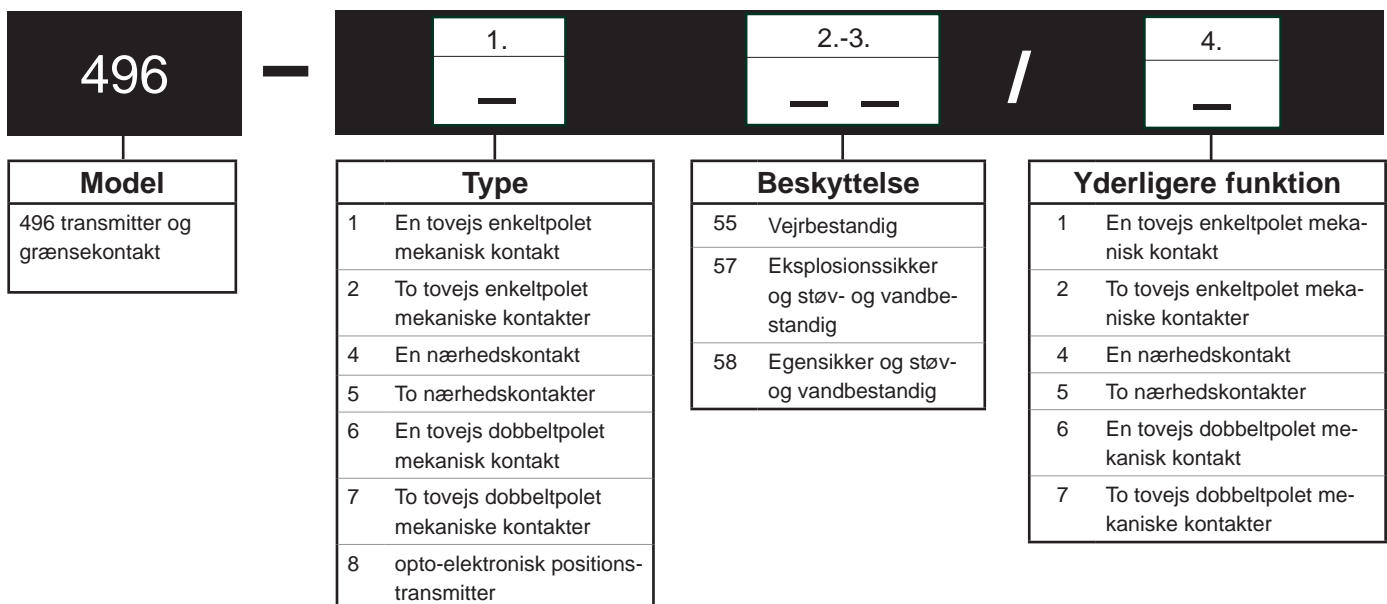 496 – 1. _ 2.-3. _ _ / 4. _
Model
496 transmitter og
grænsekontakt
Type
1 En tovejs enkeltpolet
mekanisk kontakt
2 To tovejs enkeltpolet
mekaniske kontakter
4 En nærhedskontakt
5 To nærhedskontakter
6 En tovejs dobbeltpolet
mekanisk kontakt
7 To tovejs dobbeltpolet
mekaniske kontakter
8 opto-elektronisk positions-
transmitter
Beskyttelse
55 Vejrbestandig
57 Eksplosionssikker
og støv- og vandbe-
standig
58 Egensikker og støv-
og vandbestandig
Yderligere funktion
1 En tovejs enkeltpolet meka-
nisk kontakt
2 To tovejs enkeltpolet meka-
niske kontakter
4 En nærhedskontakt
5 To nærhedskontakter
6 En tovejs dobbeltpolet me-
kanisk kontakt
7 To tovejs dobbeltpolet me-
kaniske kontakter